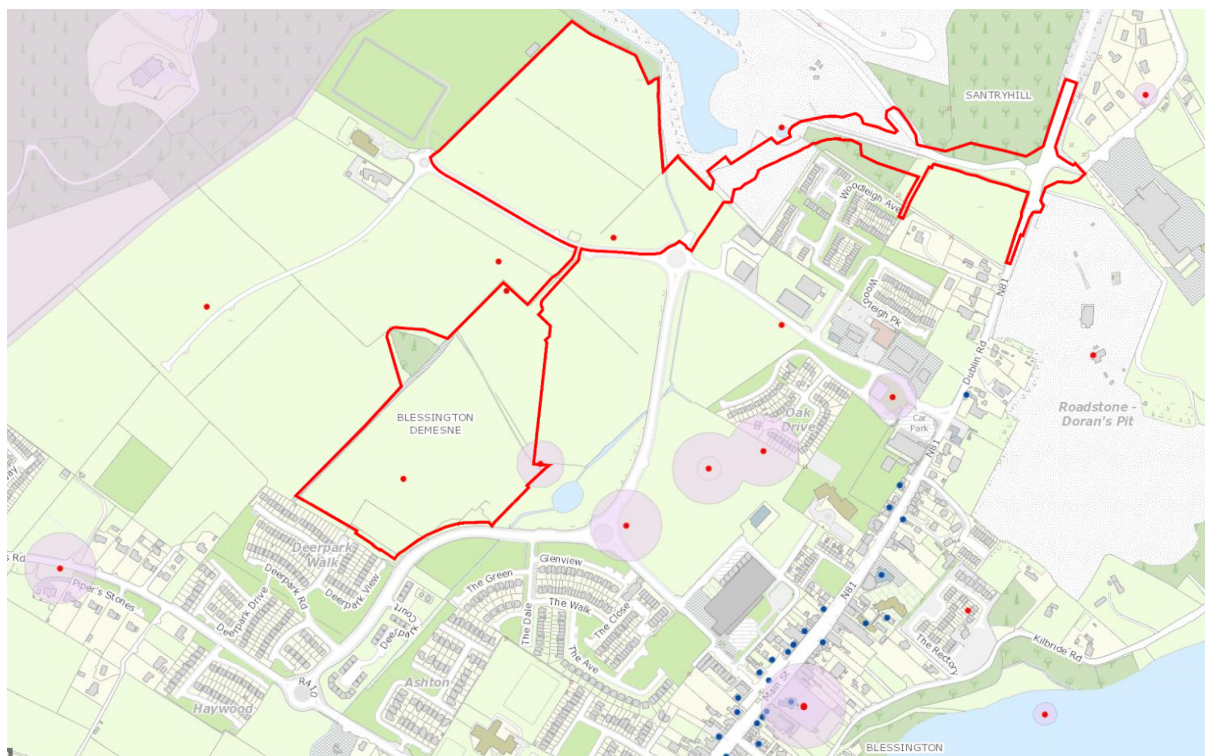 SANTRYHILL
Woodleigh Ave
N81
Woodleigh Pk
Dublin Rd
Roadstone -
Doran's Pit
BLESSINGTON
DEMESNE
Oak
Drive
Car
Park
N81
Deerpark
Walk
Glenview
The Green
Piper's Stones
Deerpark Drive
Deerpark Rd
Deerpark View
Deerpark Court
The Dale
The Walk
The Close
The Ave
N81
The Rectory
Kilbride Rd
R410
Ashton
Haywood
Main St
BLESSINGTON